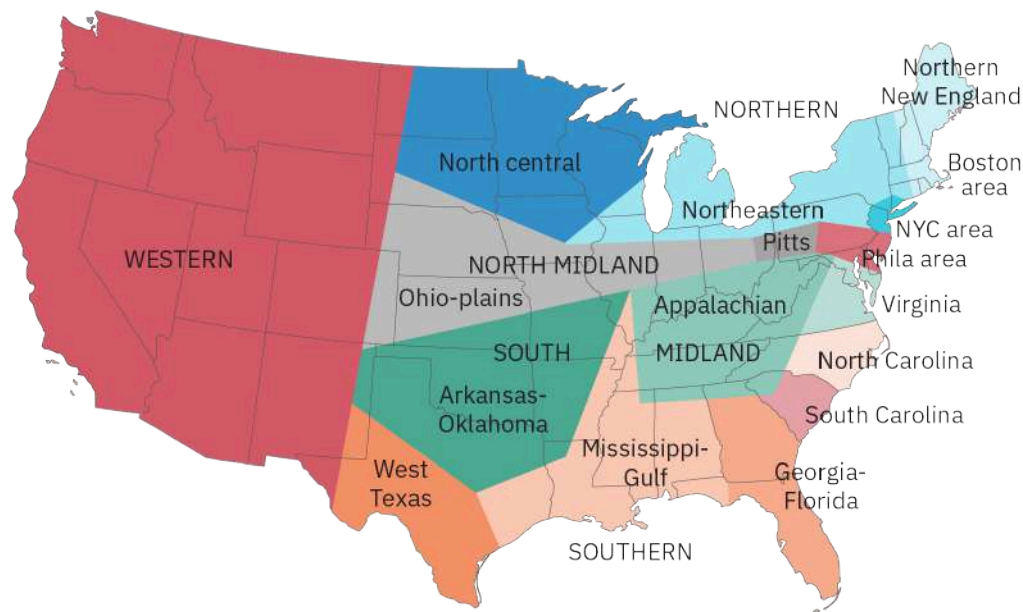 Northern
New England
NORTHERN
North central
Boston
area
Northeastern
NYC area
Pitts
Phila area
WESTERN
NORTH MIDLAND
Ohio-plains
Appalachian
Virginia
SOUTH
MIDLAND
North Carolina
Arkansas-
Oklahoma
South Carolina
Mississippi-
Gulf
West
Texas
Georgia-
Florida
SOUTHERN